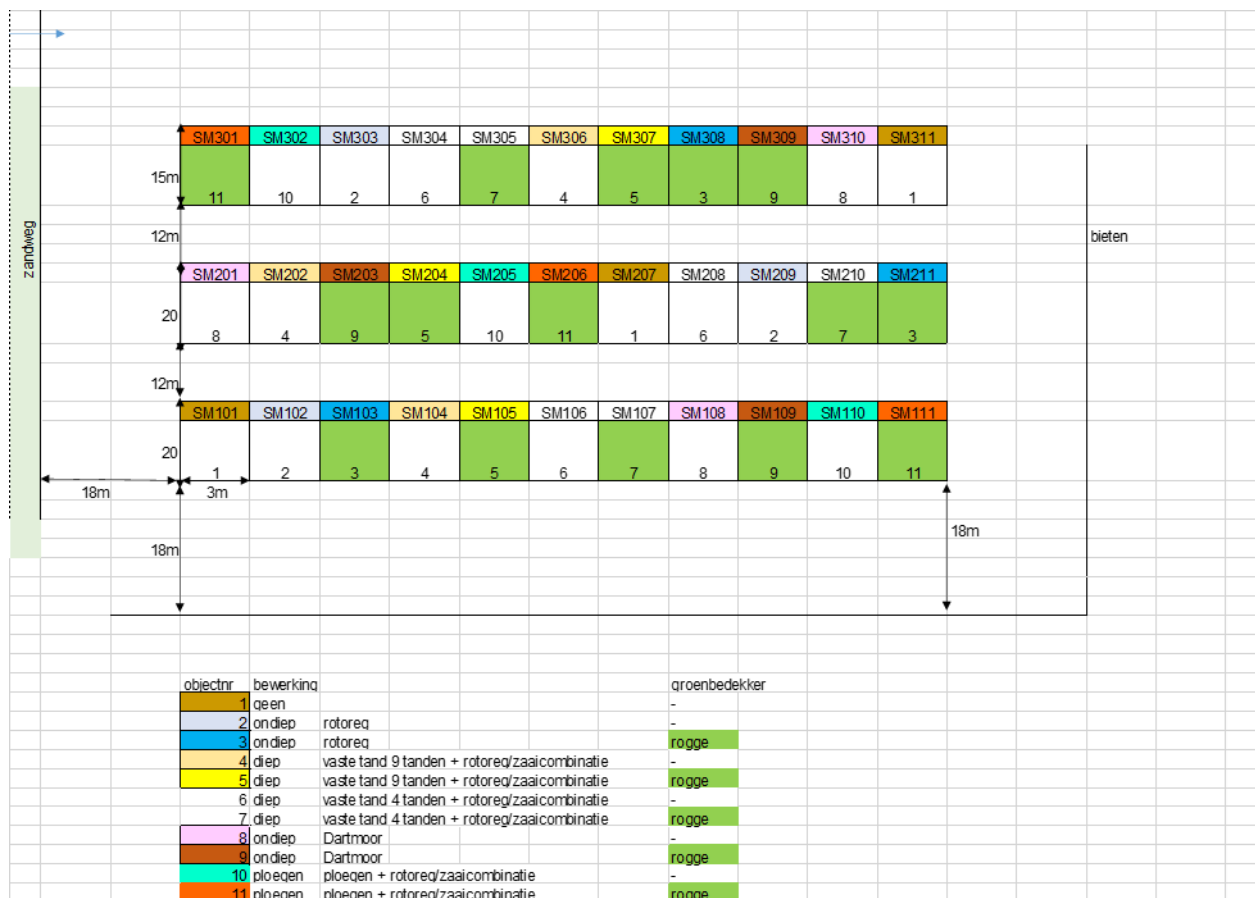 SM301 SM302 SM303 SM304 SM305 SM306 SM307 SM308 SM309 SM310 SM311
15m
11 10 2 6 7 4 5 3 9 8 1
zandweg
12m
bieten
SM201 SM202 SM203 SM204 SM205 SM206 SM207 SM208 SM209 SM210 SM211
20
8 4 9 5 10 11 1 6 2 7 3
12m
SM101 SM102 SM103 SM104 SM105 SM106 SM107 SM108 SM109 SM110 SM111
20
1 2 3 4 5 6 7 8 9 10 11
18m 3m
18m
18m
objectnr bewerking groenbedekker
1 geen -
2 ondiep rotoreg -
3 ondiep rotoreg rogge
4 diep vaste tand 9 tanden + rotoreg/zaaicombinatie -
5 diep vaste tand 9 tanden + rotoreg/zaaicombinatie rogge
6 diep vaste tand 4 tanden + rotoreg/zaaicombinatie -
7 diep vaste tand 4 tanden + rotoreg/zaaicombinatie rogge
8 ondiep Dartmoor -
9 ondiep Dartmoor rogge
10 ploegen ploegen + rotoreg/zaaicombinatie -
11 ploegen ploegen + rotoreg/zaaicombinatie rogge